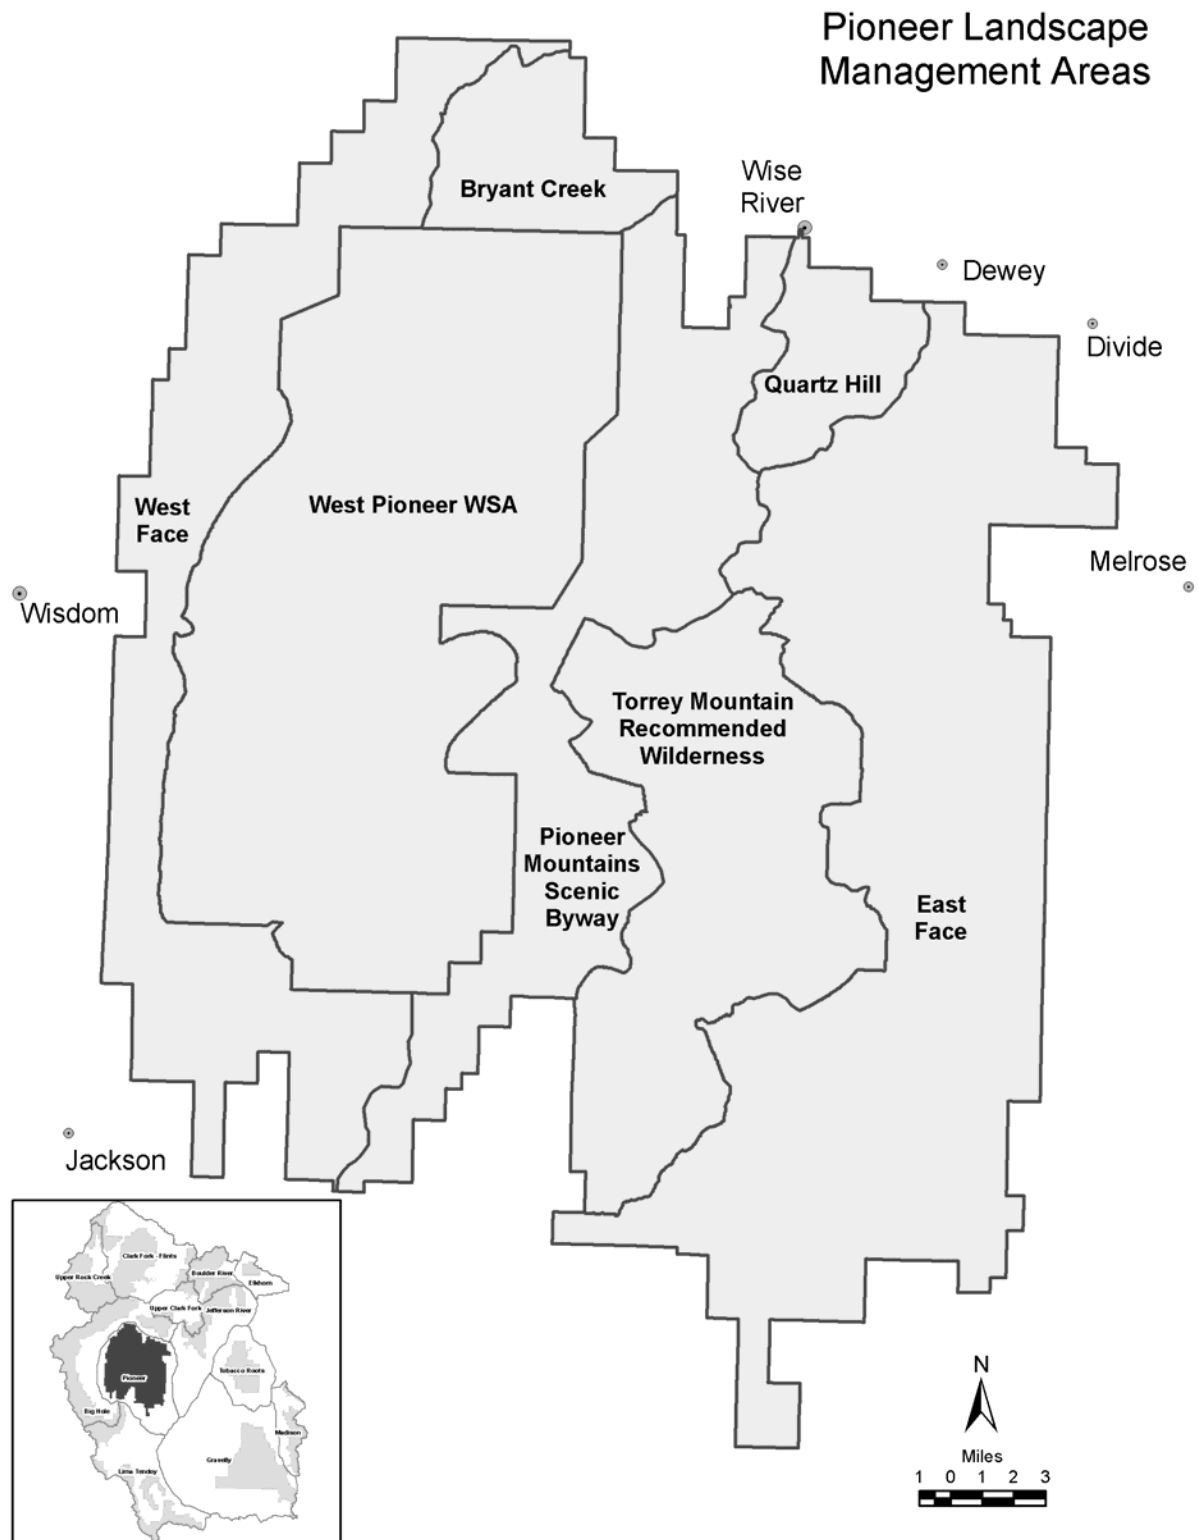 Pioneer Landscape
Management Areas
Bryant Creek
Wise
River
Dewey
Divide
Quartz Hill
West
Face
West Pioneer WSA
Melrose
Wisdom
Torrey Mountain
Recommended
Wilderness
Pioneer
Mountains
Scenic
Byway
East
Face
Jackson
Clark Fork - Flints
Upper Rock Creek
Boulder River
Elkhorn
Upper Clark Fork
Jefferson River
Pioneer
Tobacco Roots
Big Hole
Madison
Gravelly
Lima Tendoy
N
Miles
1 0 1 2 3